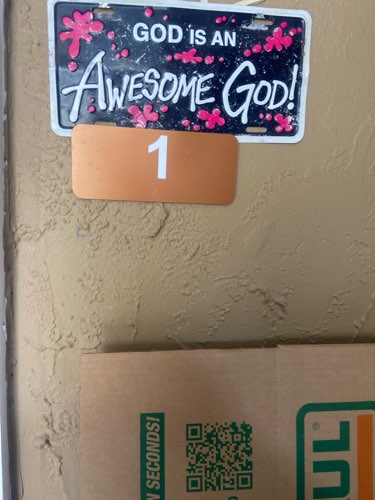 GOD IS AN
AWESOME GOD!
1
N SECONDS!
UL
®